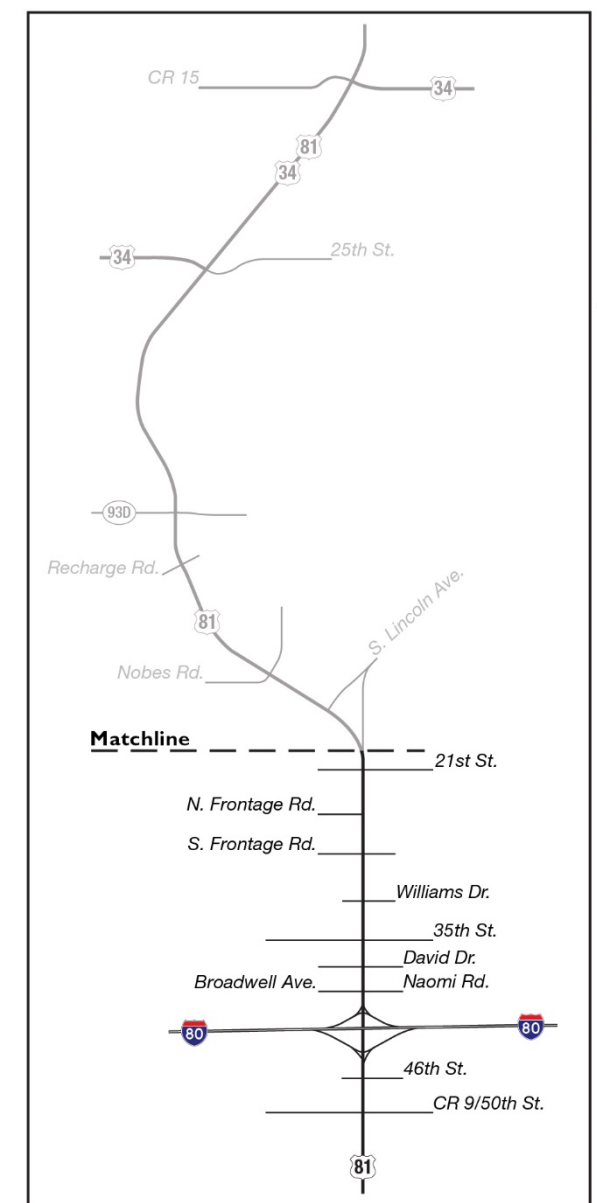 CR 15
34
81
34
34
25th St.
93D
Recharge Rd.
81
S. Lincoln Ave.
Nobes Rd.
Matchline
21st St.
N. Frontage Rd.
S. Frontage Rd.
Williams Dr.
35th St.
David Dr.
Broadwell Ave.
Naomi Rd.
80
80
46th St.
CR 9/50th St.
81